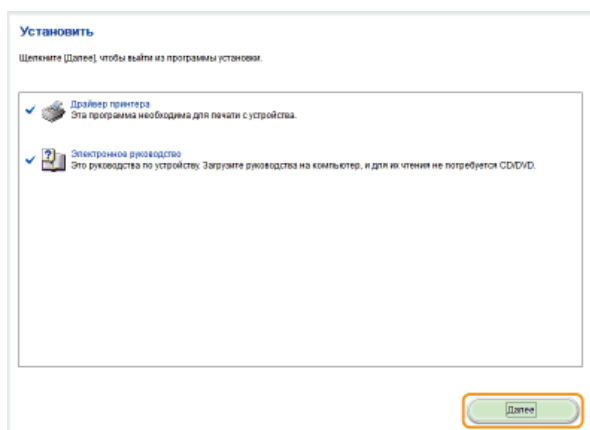 Установить
Щелкните [Далее], чтобы выйти из программы установки.
Драйвер принтера
Эта программа необходима для печати с устройства.
Электронное руководство
Это руководство по устройству. Загрузите руководства на компьютер, и для их чтения не потребуется CD/DVD.
Далее